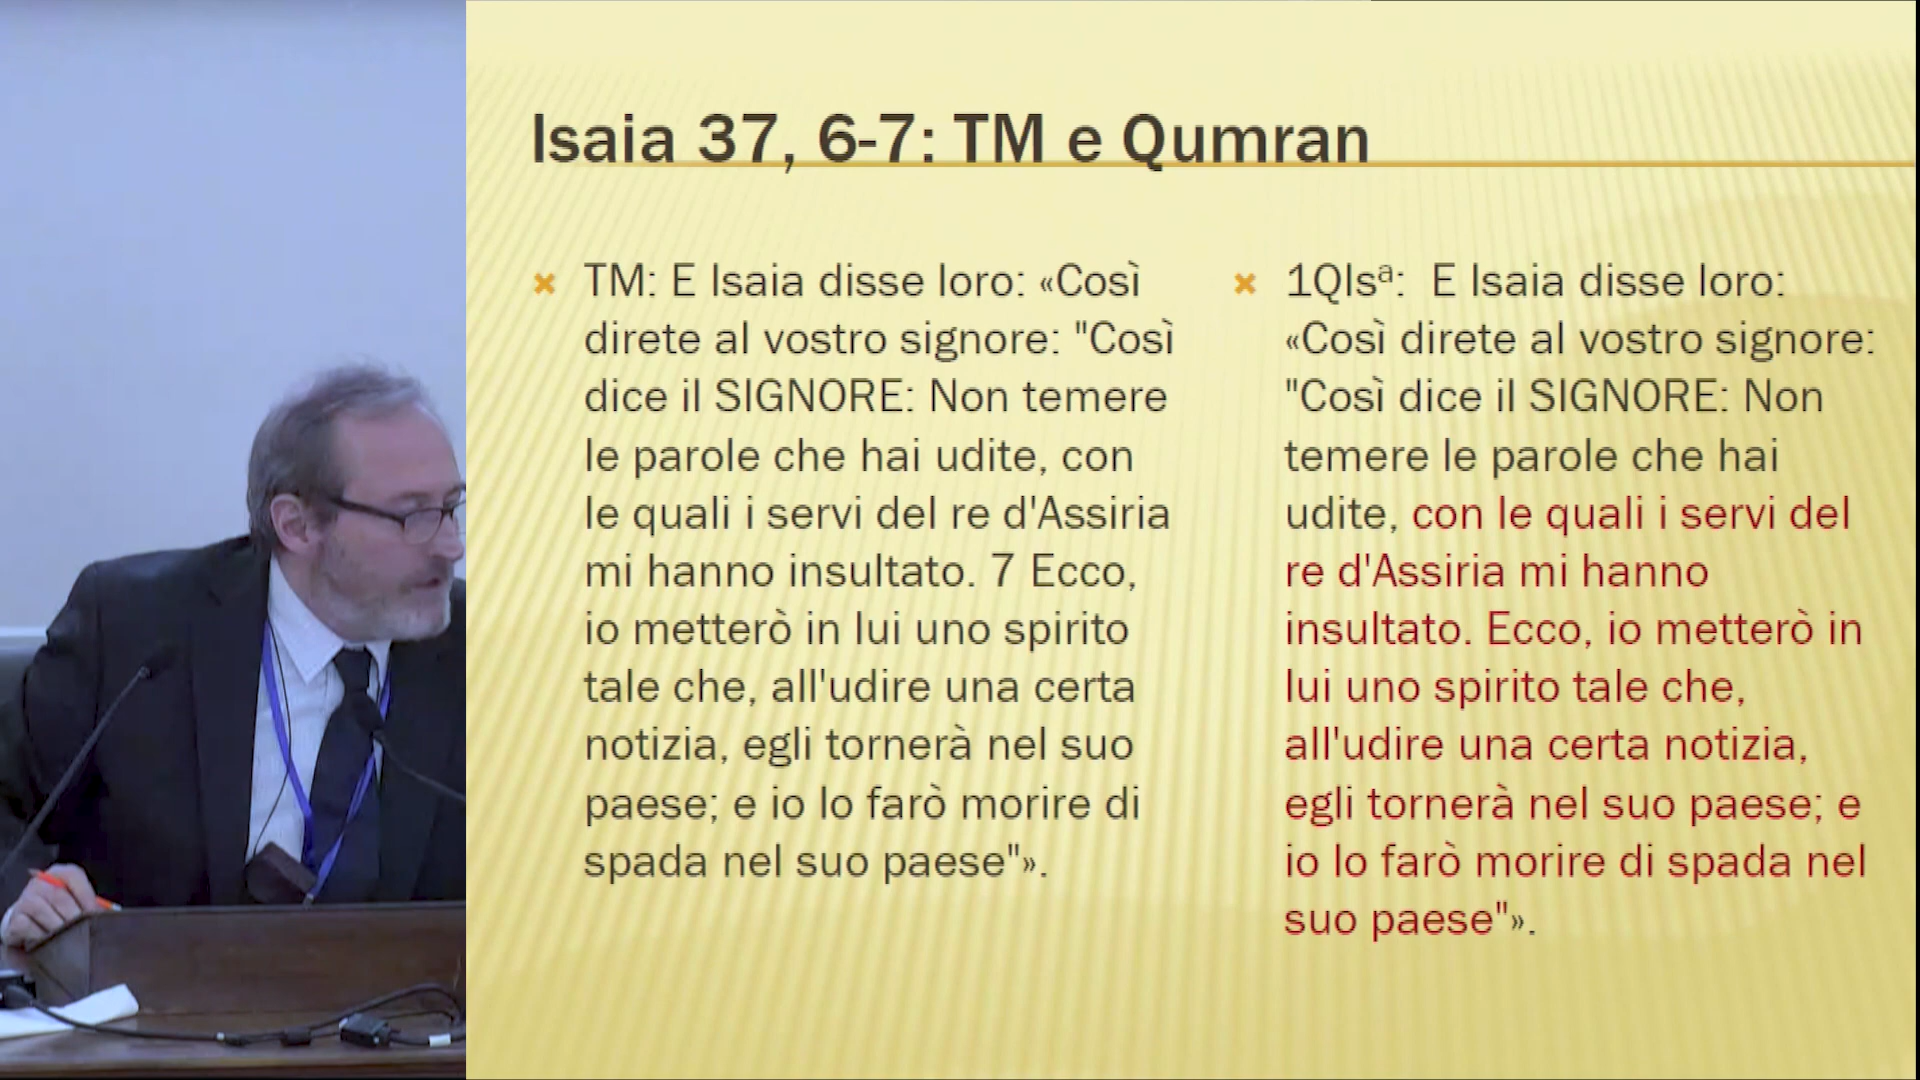 Isaia 37, 6-7: TM e Qumran
TM: E Isaia disse loro: «Così
direte al vostro signore: "Così
dice il SIGNORE: Non temere
le parole che hai udite, con
le quali i servi del re d'Assiria
mi hanno insultato. 7 Ecco,
io metterò in lui uno spirito
tale che, all'udire una certa
notizia, egli tornerà nel suo
paese; e io lo farò morire di
spada nel suo paese"».
1QIsª:  E Isaia disse loro:
«Così direte al vostro signore:
"Così dice il SIGNORE: Non
temere le parole che hai
udite, con le quali i servi del
re d'Assiria mi hanno
insultato. Ecco, io metterò in
lui uno spirito tale che,
all'udire una certa notizia,
egli tornerà nel suo paese; e
io lo farò morire di spada nel
suo paese"».